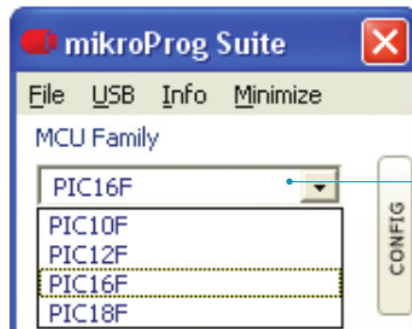 mikroProg Suite
File USB Info Minimize
MCU Family
PIC16F
PIC10F
PIC12F
PIC16F
PIC18F
CONFIG